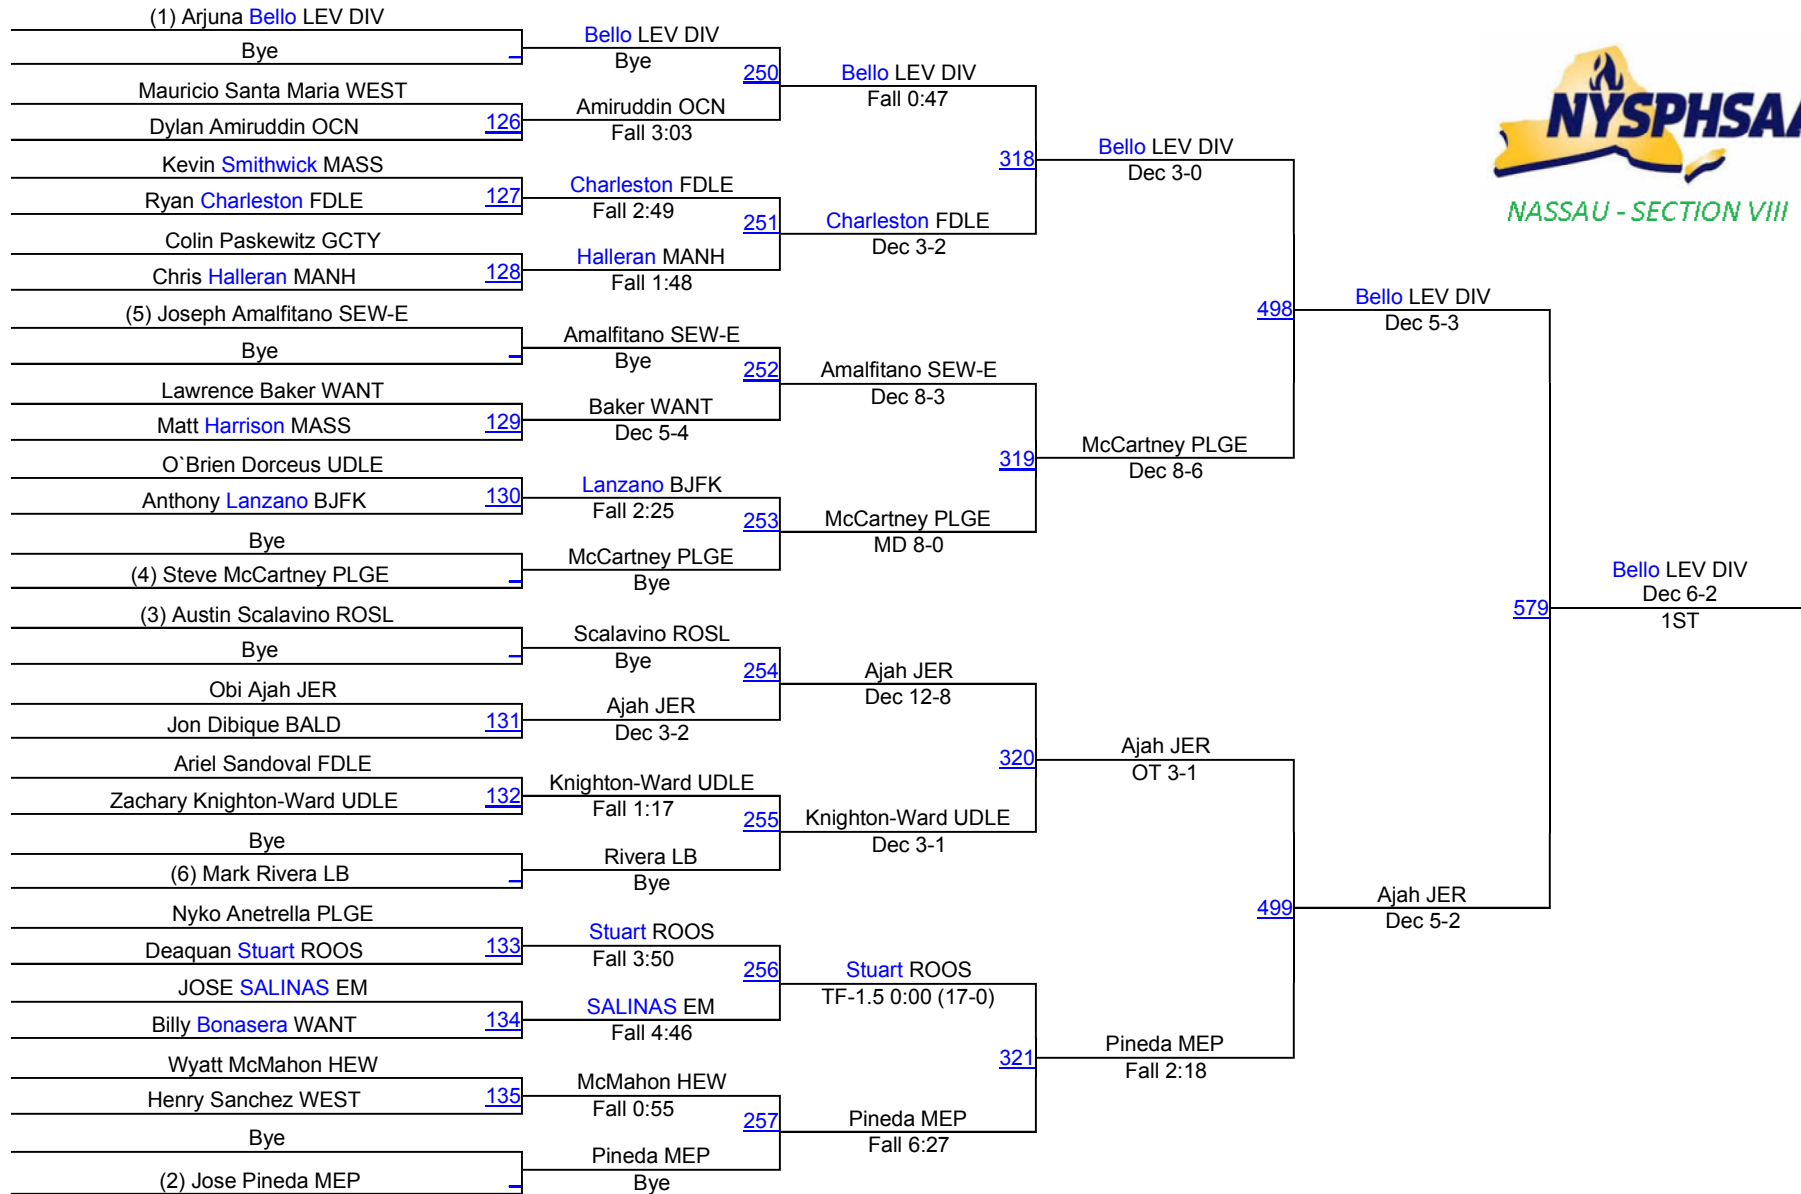 (1) Arjuna Bello LEV DIV
Bye
Mauricio Santa Maria WEST
Dylan Amiruddin OCN
126
Kevin Smithwick MASS
Ryan Charleston FDLE
127
Colin Paskewitz GCTY
Chris Halleran MANH
128
(5) Joseph Amalfitano SEW-E
Bye
Lawrence Baker WANT
Matt Harrison MASS
129
O`Brien Dorceus UDLE
Anthony Lanzano BJFK
130
Bye
(4) Steve McCartney PLGE
(3) Austin Scalavino ROSL
Bye
Obi Ajah JER
Jon Dibique BALD
131
Ariel Sandoval FDLE
Zachary Knighton-Ward UDLE
132
Bye
(6) Mark Rivera LB
Nyko Anetrella PLGE
Deaquan Stuart ROOS
133
JOSE SALINAS EM
Billy Bonasera WANT
134
Wyatt McMahon HEW
Henry Sanchez WEST
135
Bye
(2) Jose Pineda MEP
Bello LEV DIV
Bye
250
Amiruddin OCN
Fall 3:03
Charleston FDLE
Fall 2:49
251
Halleran MANH
Fall 1:48
Amalfitano SEW-E
Bye
252
Baker WANT
Dec 5-4
Lanzano BJFK
Fall 2:25
253
McCartney PLGE
Bye
Scalavino ROSL
Bye
254
Ajah JER
Dec 3-2
Knighton-Ward UDLE
Fall 1:17
255
Rivera LB
Bye
Stuart ROOS
Fall 3:50
256
SALINAS EM
Fall 4:46
McMahon HEW
Fall 0:55
257
Pineda MEP
Bye
Bello LEV DIV
Fall 0:47
318
Charleston FDLE
Dec 3-2
Amalfitano SEW-E
Dec 8-3
319
McCartney PLGE
MD 8-0
Ajah JER
Dec 12-8
320
Knighton-Ward UDLE
Dec 3-1
Stuart ROOS
TF-1.5 0:00 (17-0)
321
Pineda MEP
Fall 6:27
Bello LEV DIV
Dec 3-0
498
McCartney PLGE
Dec 8-6
Ajah JER
OT 3-1
499
Pineda MEP
Fall 2:18
Bello LEV DIV
Dec 5-3
579
Ajah JER
Dec 5-2
Bello LEV DIV
Dec 6-2
1ST
NYSPHSAA
NASSAU - SECTION VIII